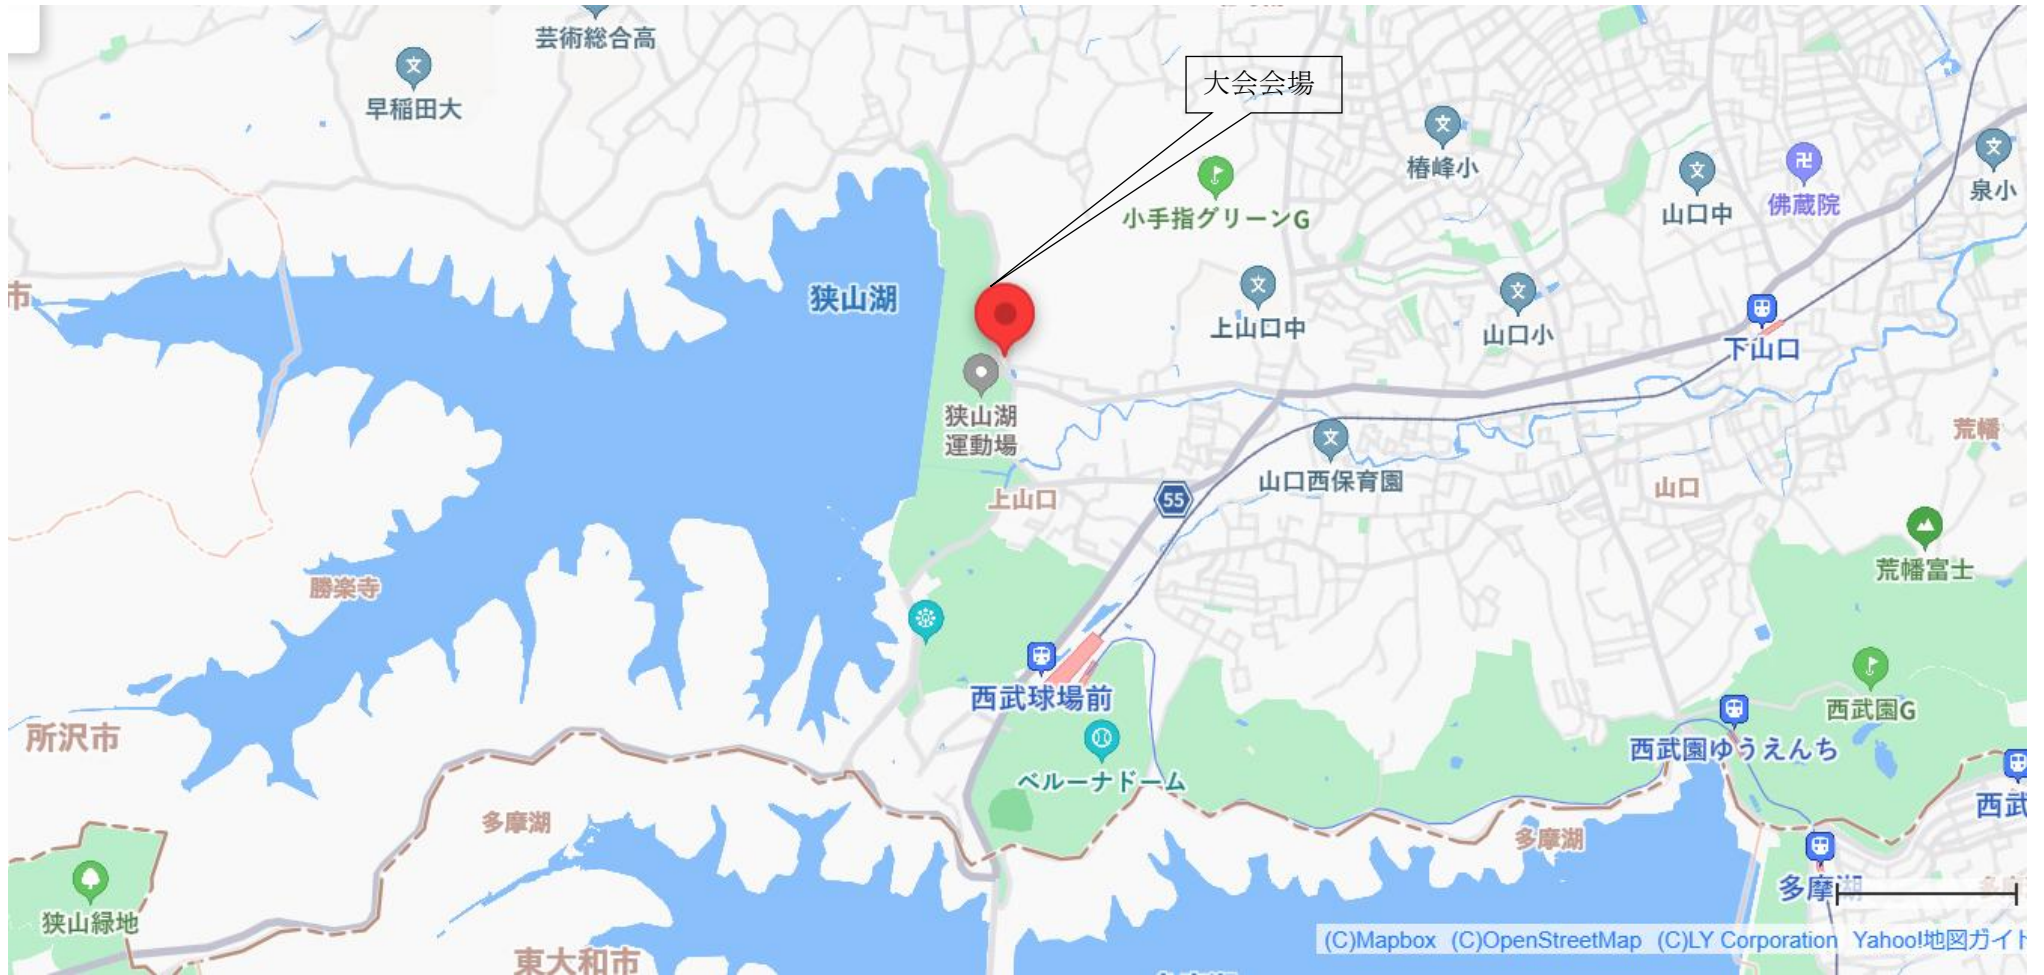 芸術総合高
早稲田大
大会会場
椿峰小
山口中
佛蔵院
泉小
小手指グリーンG
市
狭山湖
上山口中
山口小
下山口
狭山湖
運動場
荒幡
上山口
55
山口西保育園
山口
荒幡富士
勝楽寺
西武球場前
西武園G
所沢市
西武園ゆうえんち
ベルーナドーム
西武
多摩湖
多摩湖
多摩湖
狭山緑地
東大和市
(C)Mapbox (C)OpenStreetMap (C)LY Corporation Yahoo!地図ガイド